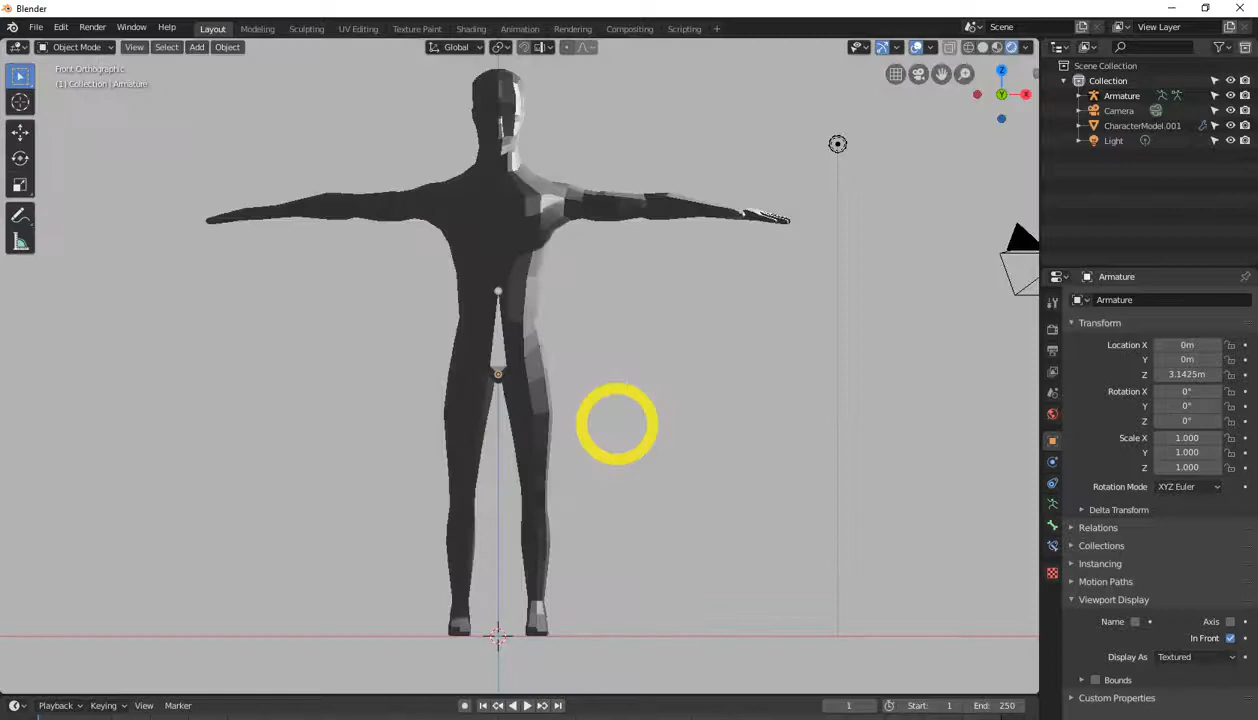 Blender
File Edit Render Window Help Layout Modeling Sculpting UV Editing Texture Paint Shading Animation Rendering Compositing Scripting + Scene View Layer
Object Mode View Select Add Object Global
Front Orthographic
(1) Collection | Armature
Z
Y
X
Scene Collection
Collection
Armature
Camera
CharacterModel.001
Light
Armature
Armature
Transform
Location X 0m
Y 0m
Z 3.1425m
Rotation X 0°
Y 0°
Z 0°
Scale X 1.000
Y 1.000
Z 1.000
Rotation Mode XYZ Euler
Delta Transform
Relations
Collections
Instancing
Motion Paths
Viewport Display
Name Axis
In Front
Display As Textured
Bounds
Custom Properties
Playback Keying View Marker 1 Start: 1 End: 250